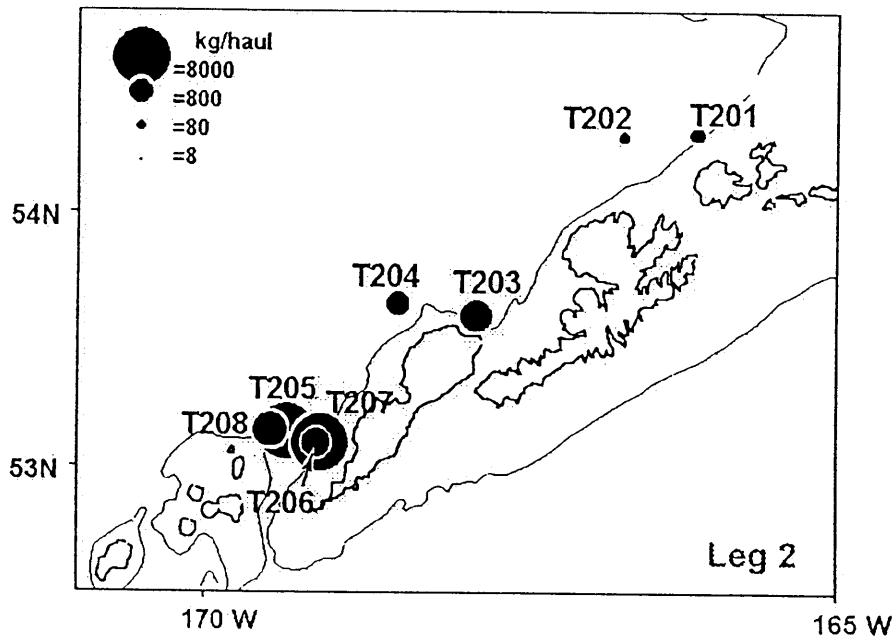 kg/haul
=8000
=800
=80
=8
T202 T201
54N
T204 T203
T205
T207
T208
53N
T206
Leg 2
170 W
165 W